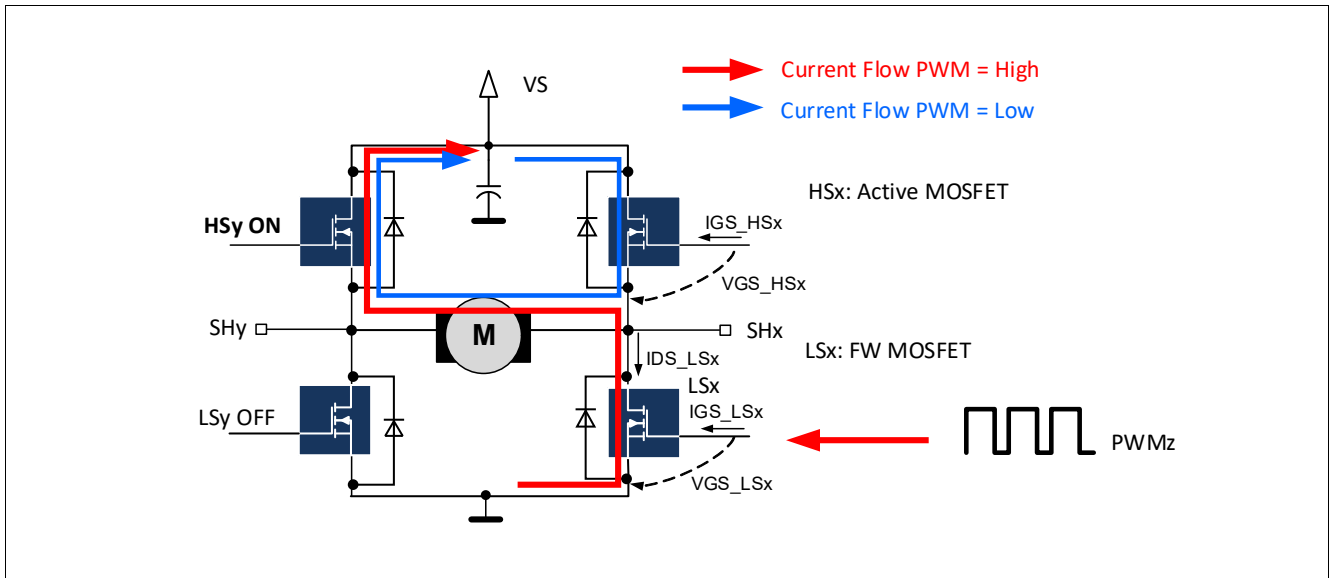 VS
Current Flow PWM = High
Current Flow PWM = Low
HSx: Active MOSFET
HSy ON
IGS_HSx
VGS_HSx
SHy
M
SHx
LSx: FW MOSFET
IDS_LSx
LSx
LSy OFF
IGS_LSx
PWMz
VGS_LSx